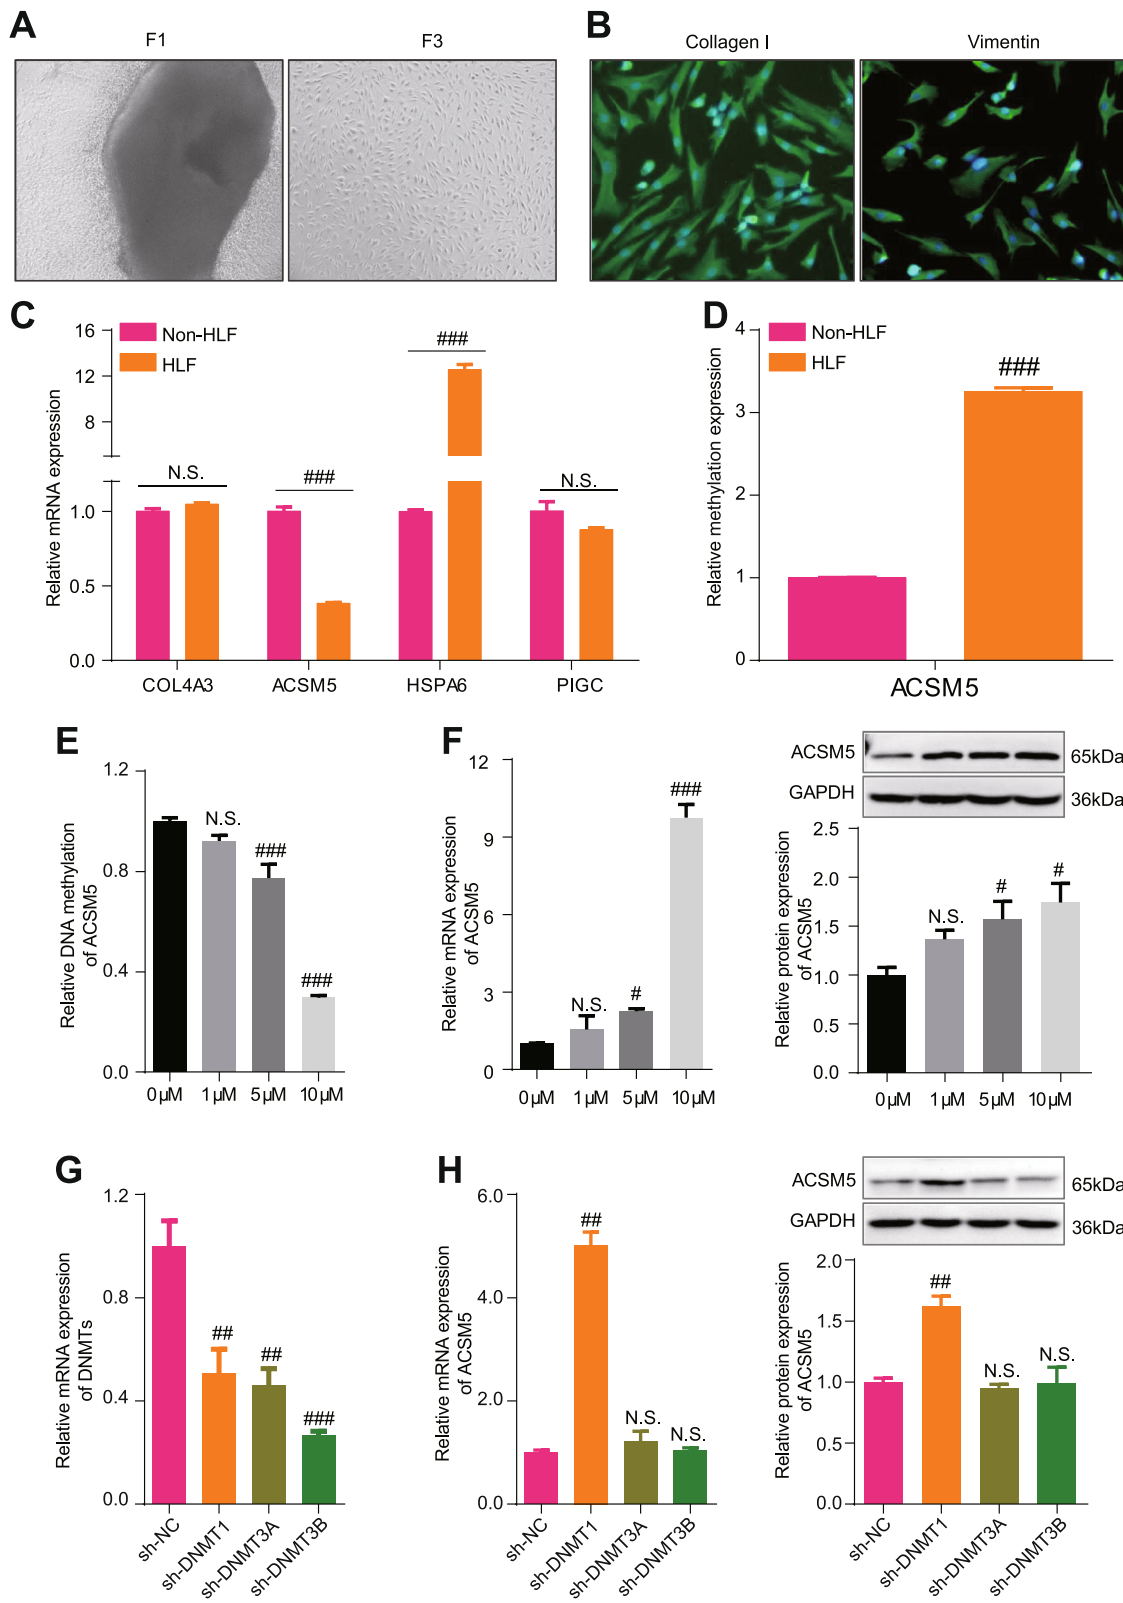 A
F1
F3
B
Collagen I
Vimentin
C
Relative mRNA expression
16
12
8
1.0
0.5
0.0
Non-HLF
HLF
N.S.
###
###
N.S.
COL4A3
ACSM5
HSPA6
PIGC
D
Relative methylation expression
4
3
2
1
0
Non-HLF
HLF
###
ACSM5
E
Relative DNA methylation
of ACSM5
1.2
0.8
0.4
0.0
N.S.
###
###
0 µM
1 µM
5 µM
10 µM
F
Relative mRNA expression
of ACSM5
12
9
6
3
0
N.S.
#
###
0 µM
1 µM
5 µM
10 µM
ACSM5
65kDa
GAPDH
36kDa
Relative protein expression
of ACSM5
2.5
2.0
1.5
1.0
0.5
0.0
N.S.
#
#
0 µM
1 µM
5 µM
10 µM
G
Relative mRNA expression
of DNMTs
1.2
0.8
0.4
0.0
##
##
###
sh-NC
sh-DNMT1
sh-DNMT3A
sh-DNMT3B
H
Relative mRNA expression
of ACSM5
6.0
4.0
2.0
0.0
##
N.S.
N.S.
sh-NC
sh-DNMT1
sh-DNMT3A
sh-DNMT3B
ACSM5
65kDa
GAPDH
36kDa
Relative protein expression
of ACSM5
2.0
1.5
1.0
0.5
0.0
##
N.S.
N.S.
sh-NC
sh-DNMT1
sh-DNMT3A
sh-DNMT3B